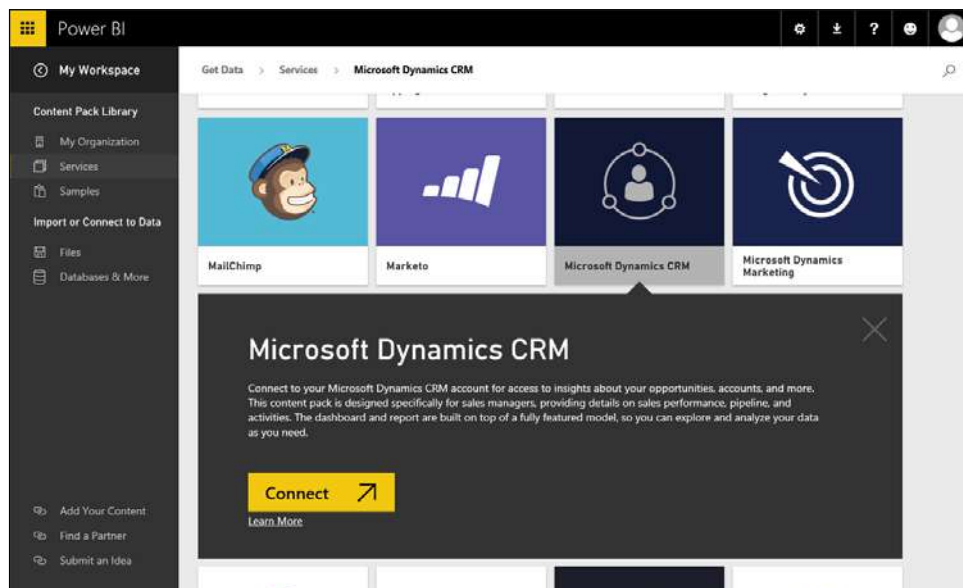 Power BI
?
My Workspace
Get Data > Services > Microsoft Dynamics CRM
Content Pack Library
My Organization
Services
Samples
Import or Connect to Data
Files
Databases & More
MailChimp
Marketo
Microsoft Dynamics CRM
Microsoft Dynamics
Marketing
Microsoft Dynamics CRM
Connect to your Microsoft Dynamics CRM account for access to insights about your opportunities, accounts, and more.
This content pack is designed specifically for sales managers, providing details on sales performance, pipeline, and
activities. The dashboard and report are built on top of a fully featured model, so you can explore and analyze your data
as you need.
Connect
Learn More
Add Your Content
Find a Partner
Submit an Idea